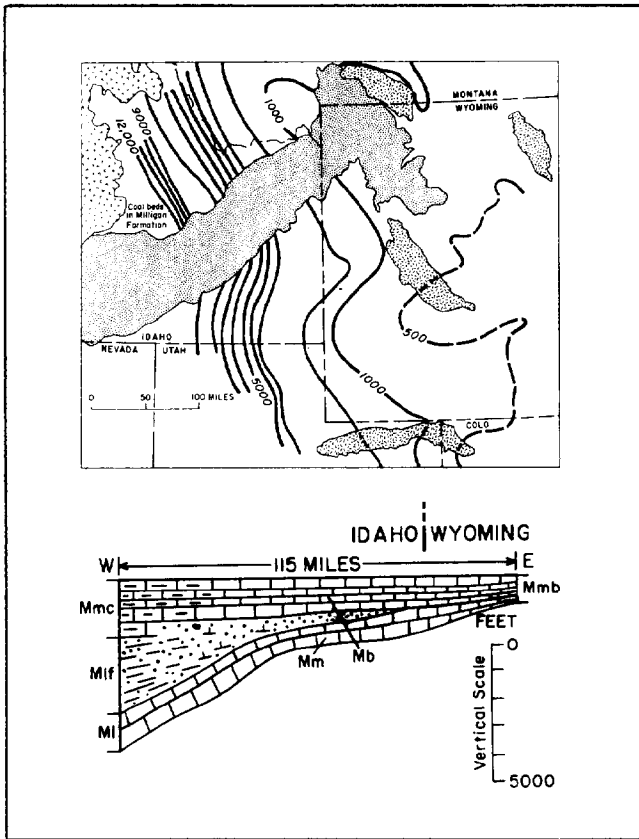 MONTANA
WYOMING
1000
9000
12,000
Coal beds
in Milligan
Formation
500
IDAHO
NEVADA UTAH
5000
1000
0 50 100 MILES
COLO
IDAHO WYOMING
W 115 MILES E
Mmc
Mmb
FEET
Mm
Mb
0
Mlf
Ml
Vertical Scale
5000